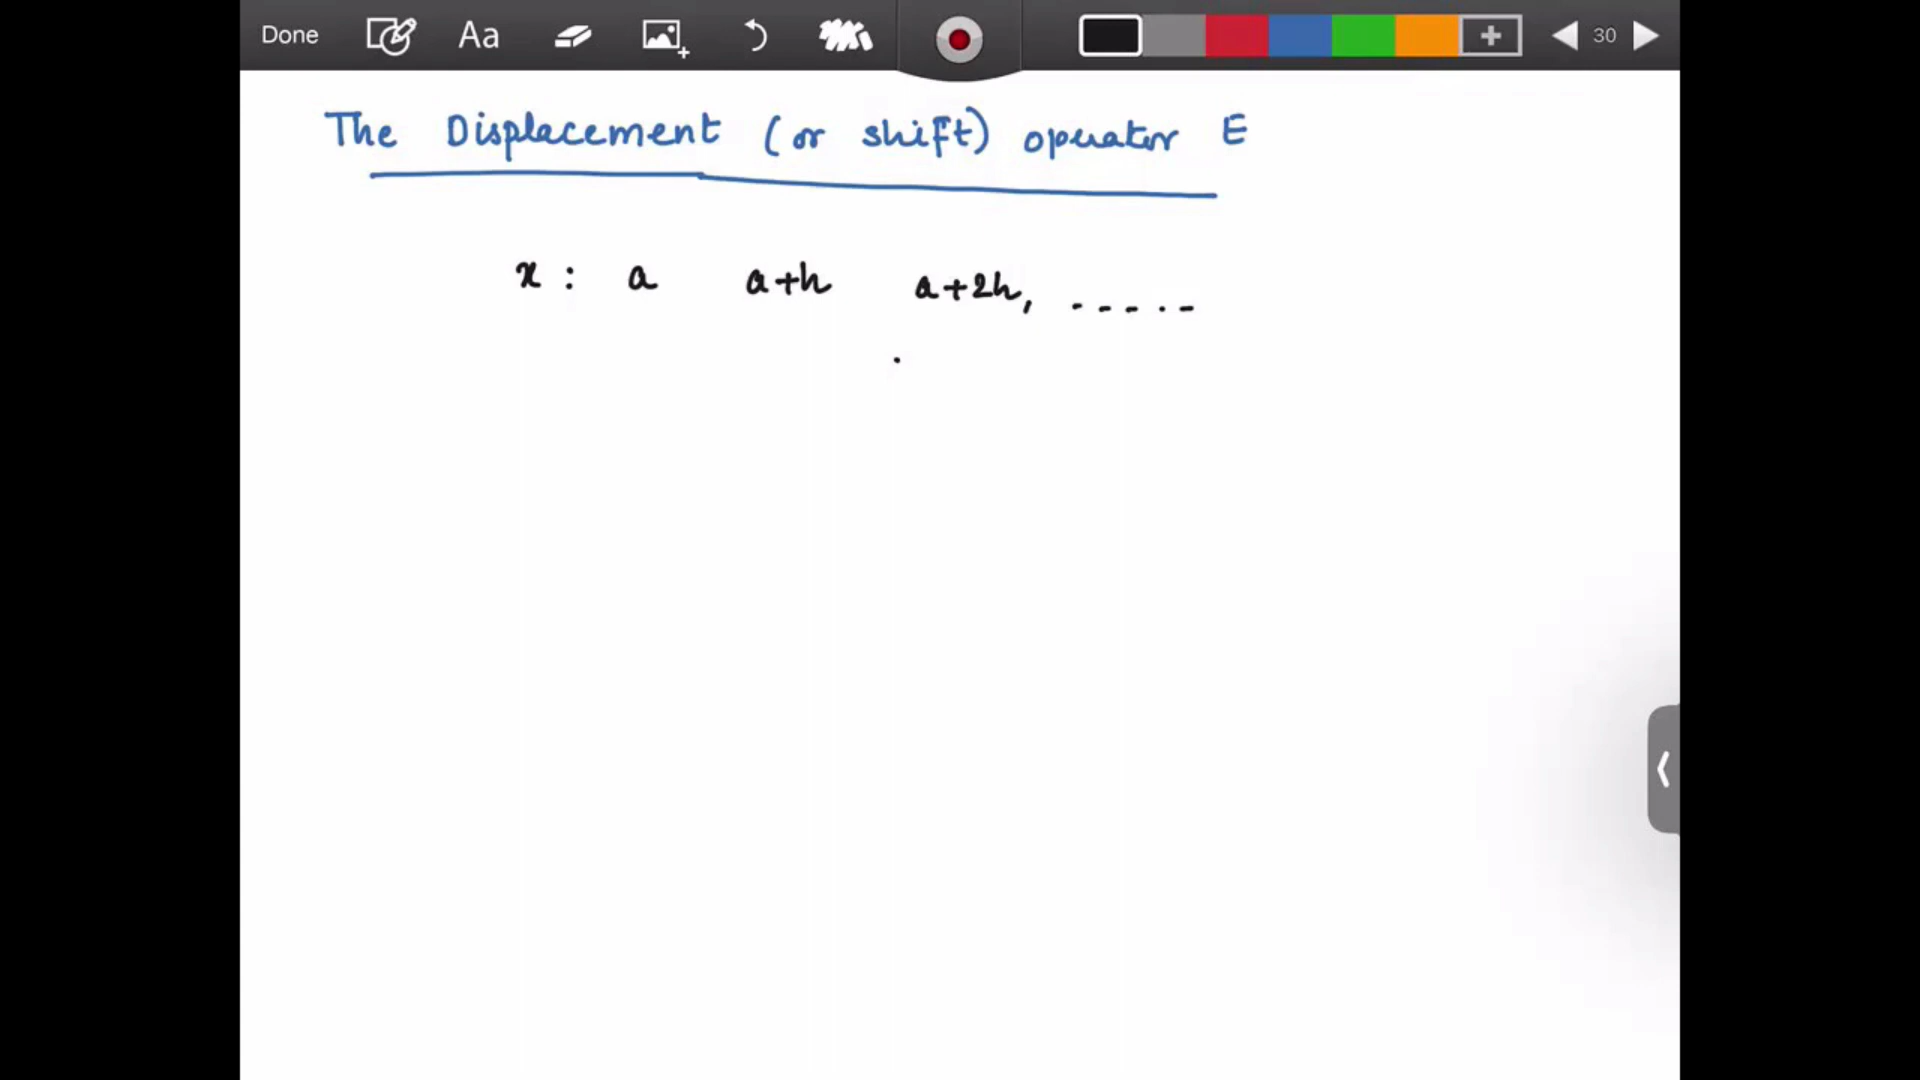 Done Aa 30
The Displacement (or shift) operator E
x : a a+h a+2h, -----